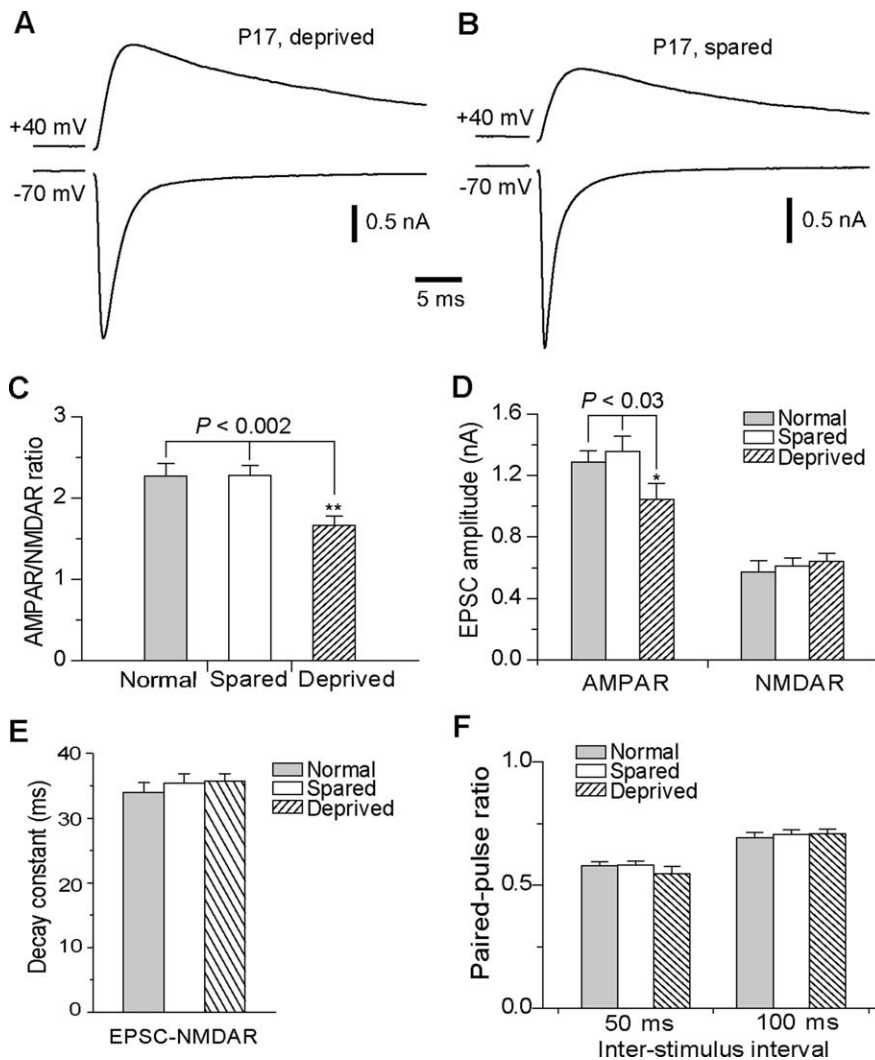 A
P17, deprived
+40 mV
-70 mV
0.5 nA
5 ms
B
P17, spared
+40 mV
-70 mV
0.5 nA
C
AMPAR/NMDAR ratio
3
2
1
0
P < 0.002
**
Normal Spared Deprived
D
EPSC amplitude (nA)
1.6
1.2
0.8
0.4
0.0
P < 0.03
*
Normal
Spared
Deprived
AMPAR NMDAR
E
Decay constant (ms)
40
30
20
10
0
Normal
Spared
Deprived
EPSC-NMDAR
F
Paired-pulse ratio
1.0
0.5
0.0
Normal
Spared
Deprived
50 ms 100 ms
Inter-stimulus interval